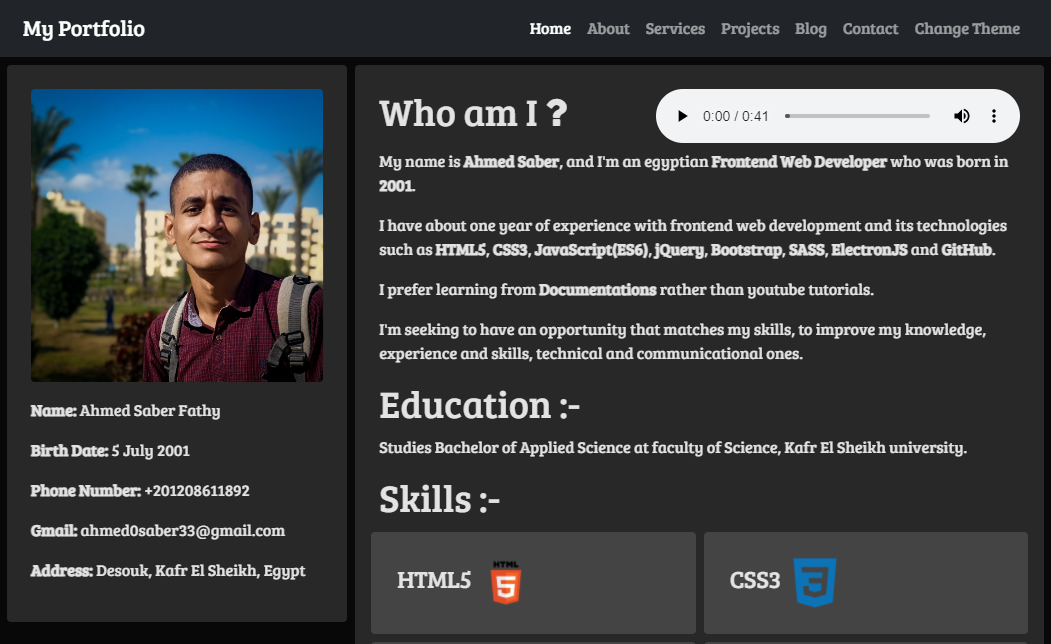 My Portfolio
Home About Services Projects Blog Contact Change Theme
Name: Ahmed Saber Fathy
Birth Date: 5 July 2001
Phone Number: +201208611892
Gmail: ahmed0saber33@gmail.com
Address: Desouk, Kafr El Sheikh, Egypt
Who am I ?
0:00 / 0:41
My name is Ahmed Saber, and I'm an egyptian Frontend Web Developer who was born in
2001.
I have about one year of experience with frontend web development and its technologies
such as HTML5, CSS3, JavaScript(ES6), jQuery, Bootstrap, SASS, ElectronJS and GitHub.
I prefer learning from Documentations rather than youtube tutorials.
I'm seeking to have an opportunity that matches my skills, to improve my knowledge,
experience and skills, technical and communicational ones.
Education :-
Studies Bachelor of Applied Science at faculty of Science, Kafr El Sheikh university.
Skills :-
HTML5
HTML
5
CSS3
3